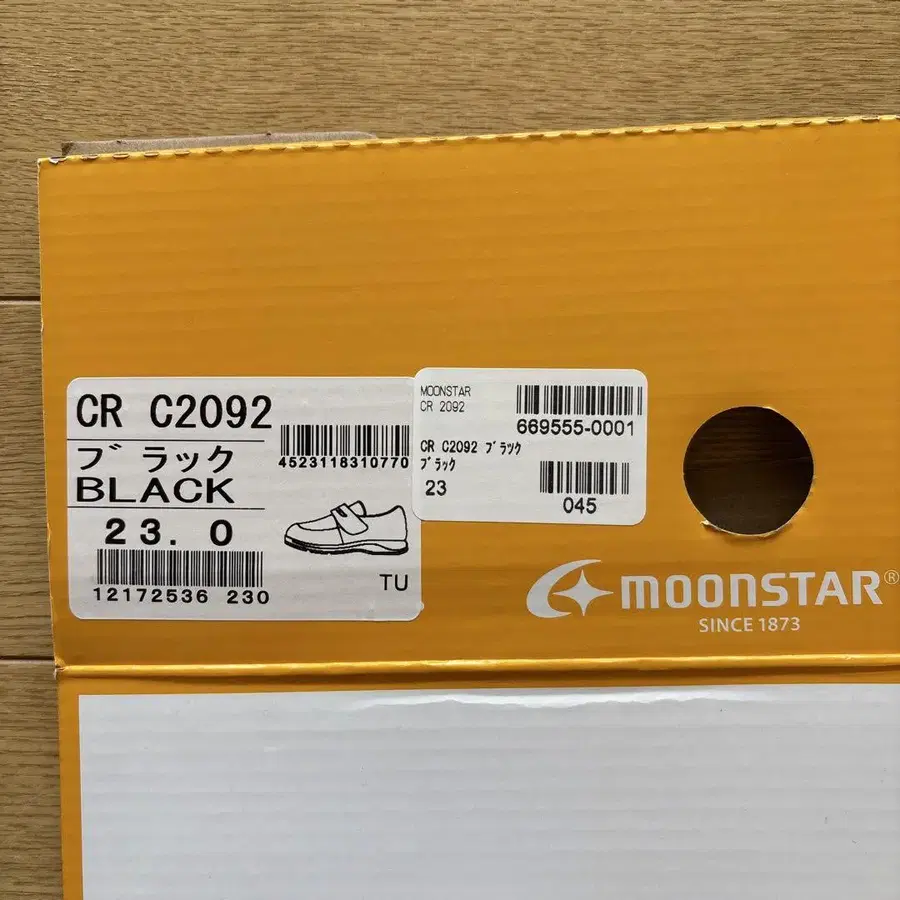 CR C2092
ブラック
BLACK
23.0
12172536 230
4523118310770
TU
MOONSTAR
CR 2092
669555-0001
CR C2092 ブラック
ブラック
23
045
MOONSTAR®
SINCE 1873